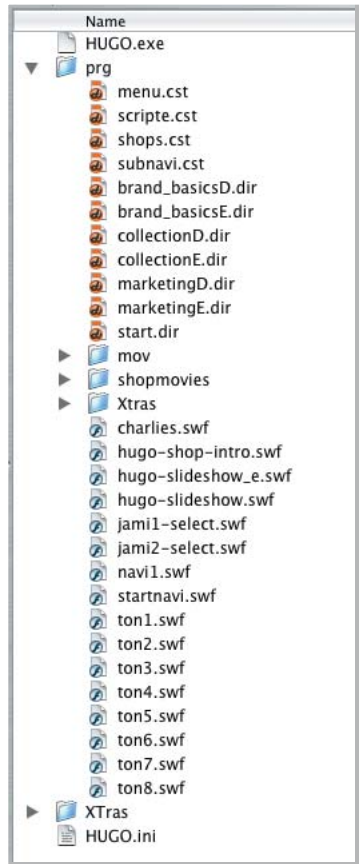 Name
HUGO.exe
prg
menu.cst
scripte.cst
shops.cst
subnavi.cst
brand_basicsD.dir
brand_basicsE.dir
collectionD.dir
collectionE.dir
marketingD.dir
marketingE.dir
start.dir
mov
shopmovies
Xtras
charlies.swf
hugo-shop-intro.swf
hugo-slideshow_e.swf
hugo-slideshow.swf
jami1-select.swf
jami2-select.swf
navi1.swf
startnavi.swf
ton1.swf
ton2.swf
ton3.swf
ton4.swf
ton5.swf
ton6.swf
ton7.swf
ton8.swf
XTras
HUGO.ini